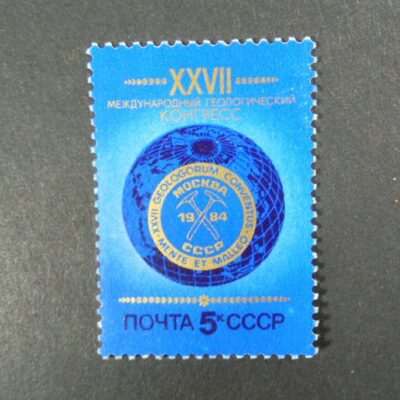 XXVII
МЕЖДУНАРОДНЫЙ ГЕОЛОГИЧЕСКИЙ
КОНГРЕСС
XXVII GEOLOGORUM CONVENTUS
МОСКВА
1984
СССР
MENTE ET MALLEO
ПОЧТА 5К СССР